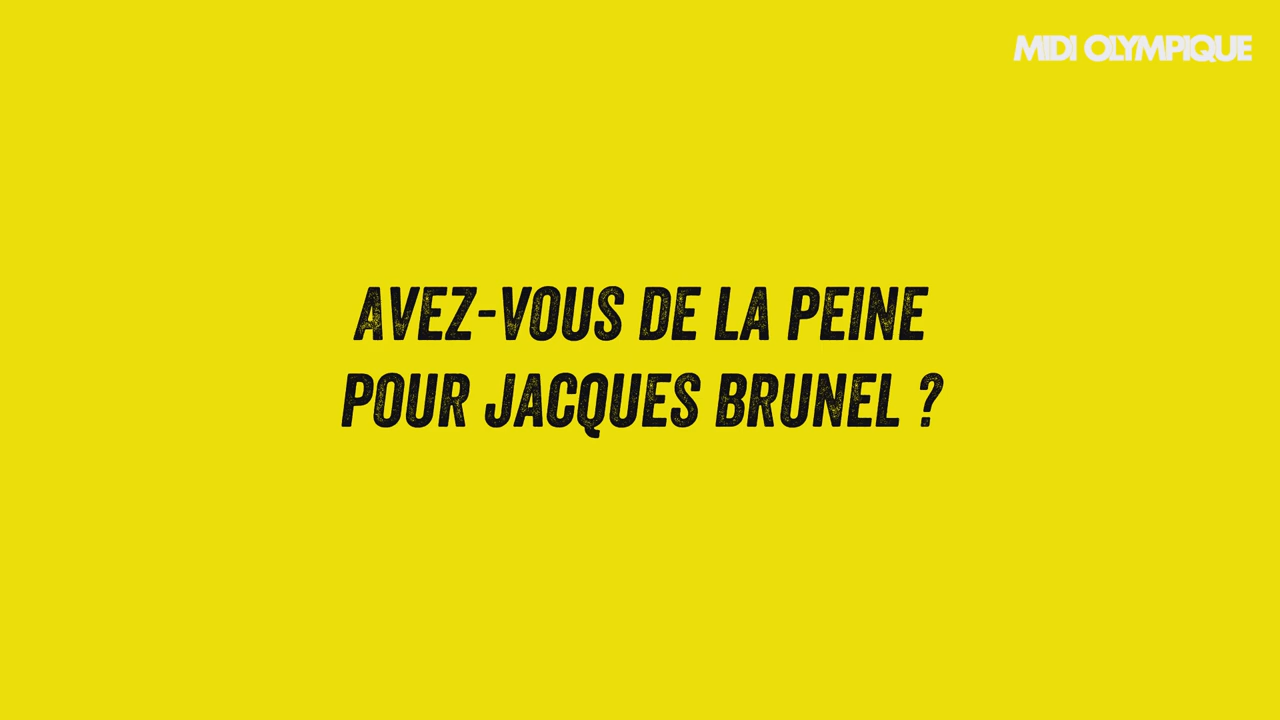 MIDI OLYMPIQUE
AVEZ-VOUS DE LA PEINE
POUR JACQUES BRUNEL ?